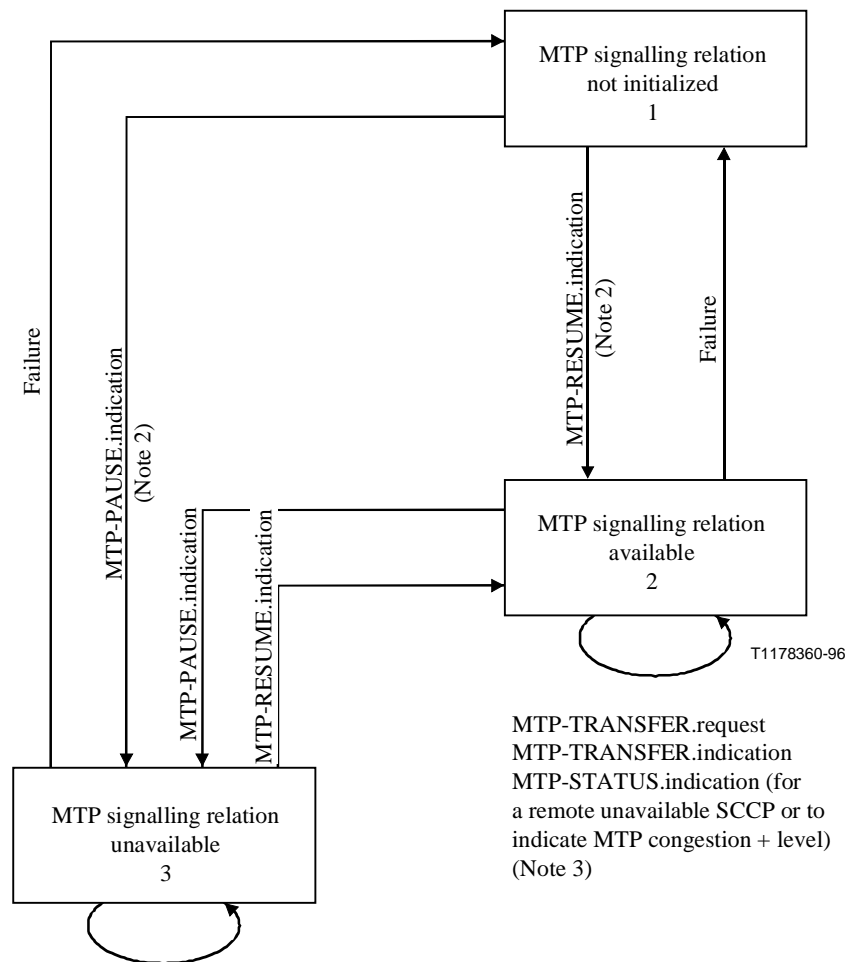 MTP signalling relation
not initialized
1
Failure
MTP-PAUSE.indication
(Note 2)
MTP-RESUME.indication
(Note 2)
Failure
MTP-PAUSE.indication
MTP-RESUME.indication
MTP signalling relation
available
2
T1178360-96
MTP-TRANSFER.request
MTP-TRANSFER.indication
MTP-STATUS.indication (for
a remote unavailable SCCP or to
indicate MTP congestion + level)
(Note 3)
MTP signalling relation
unavailable
3